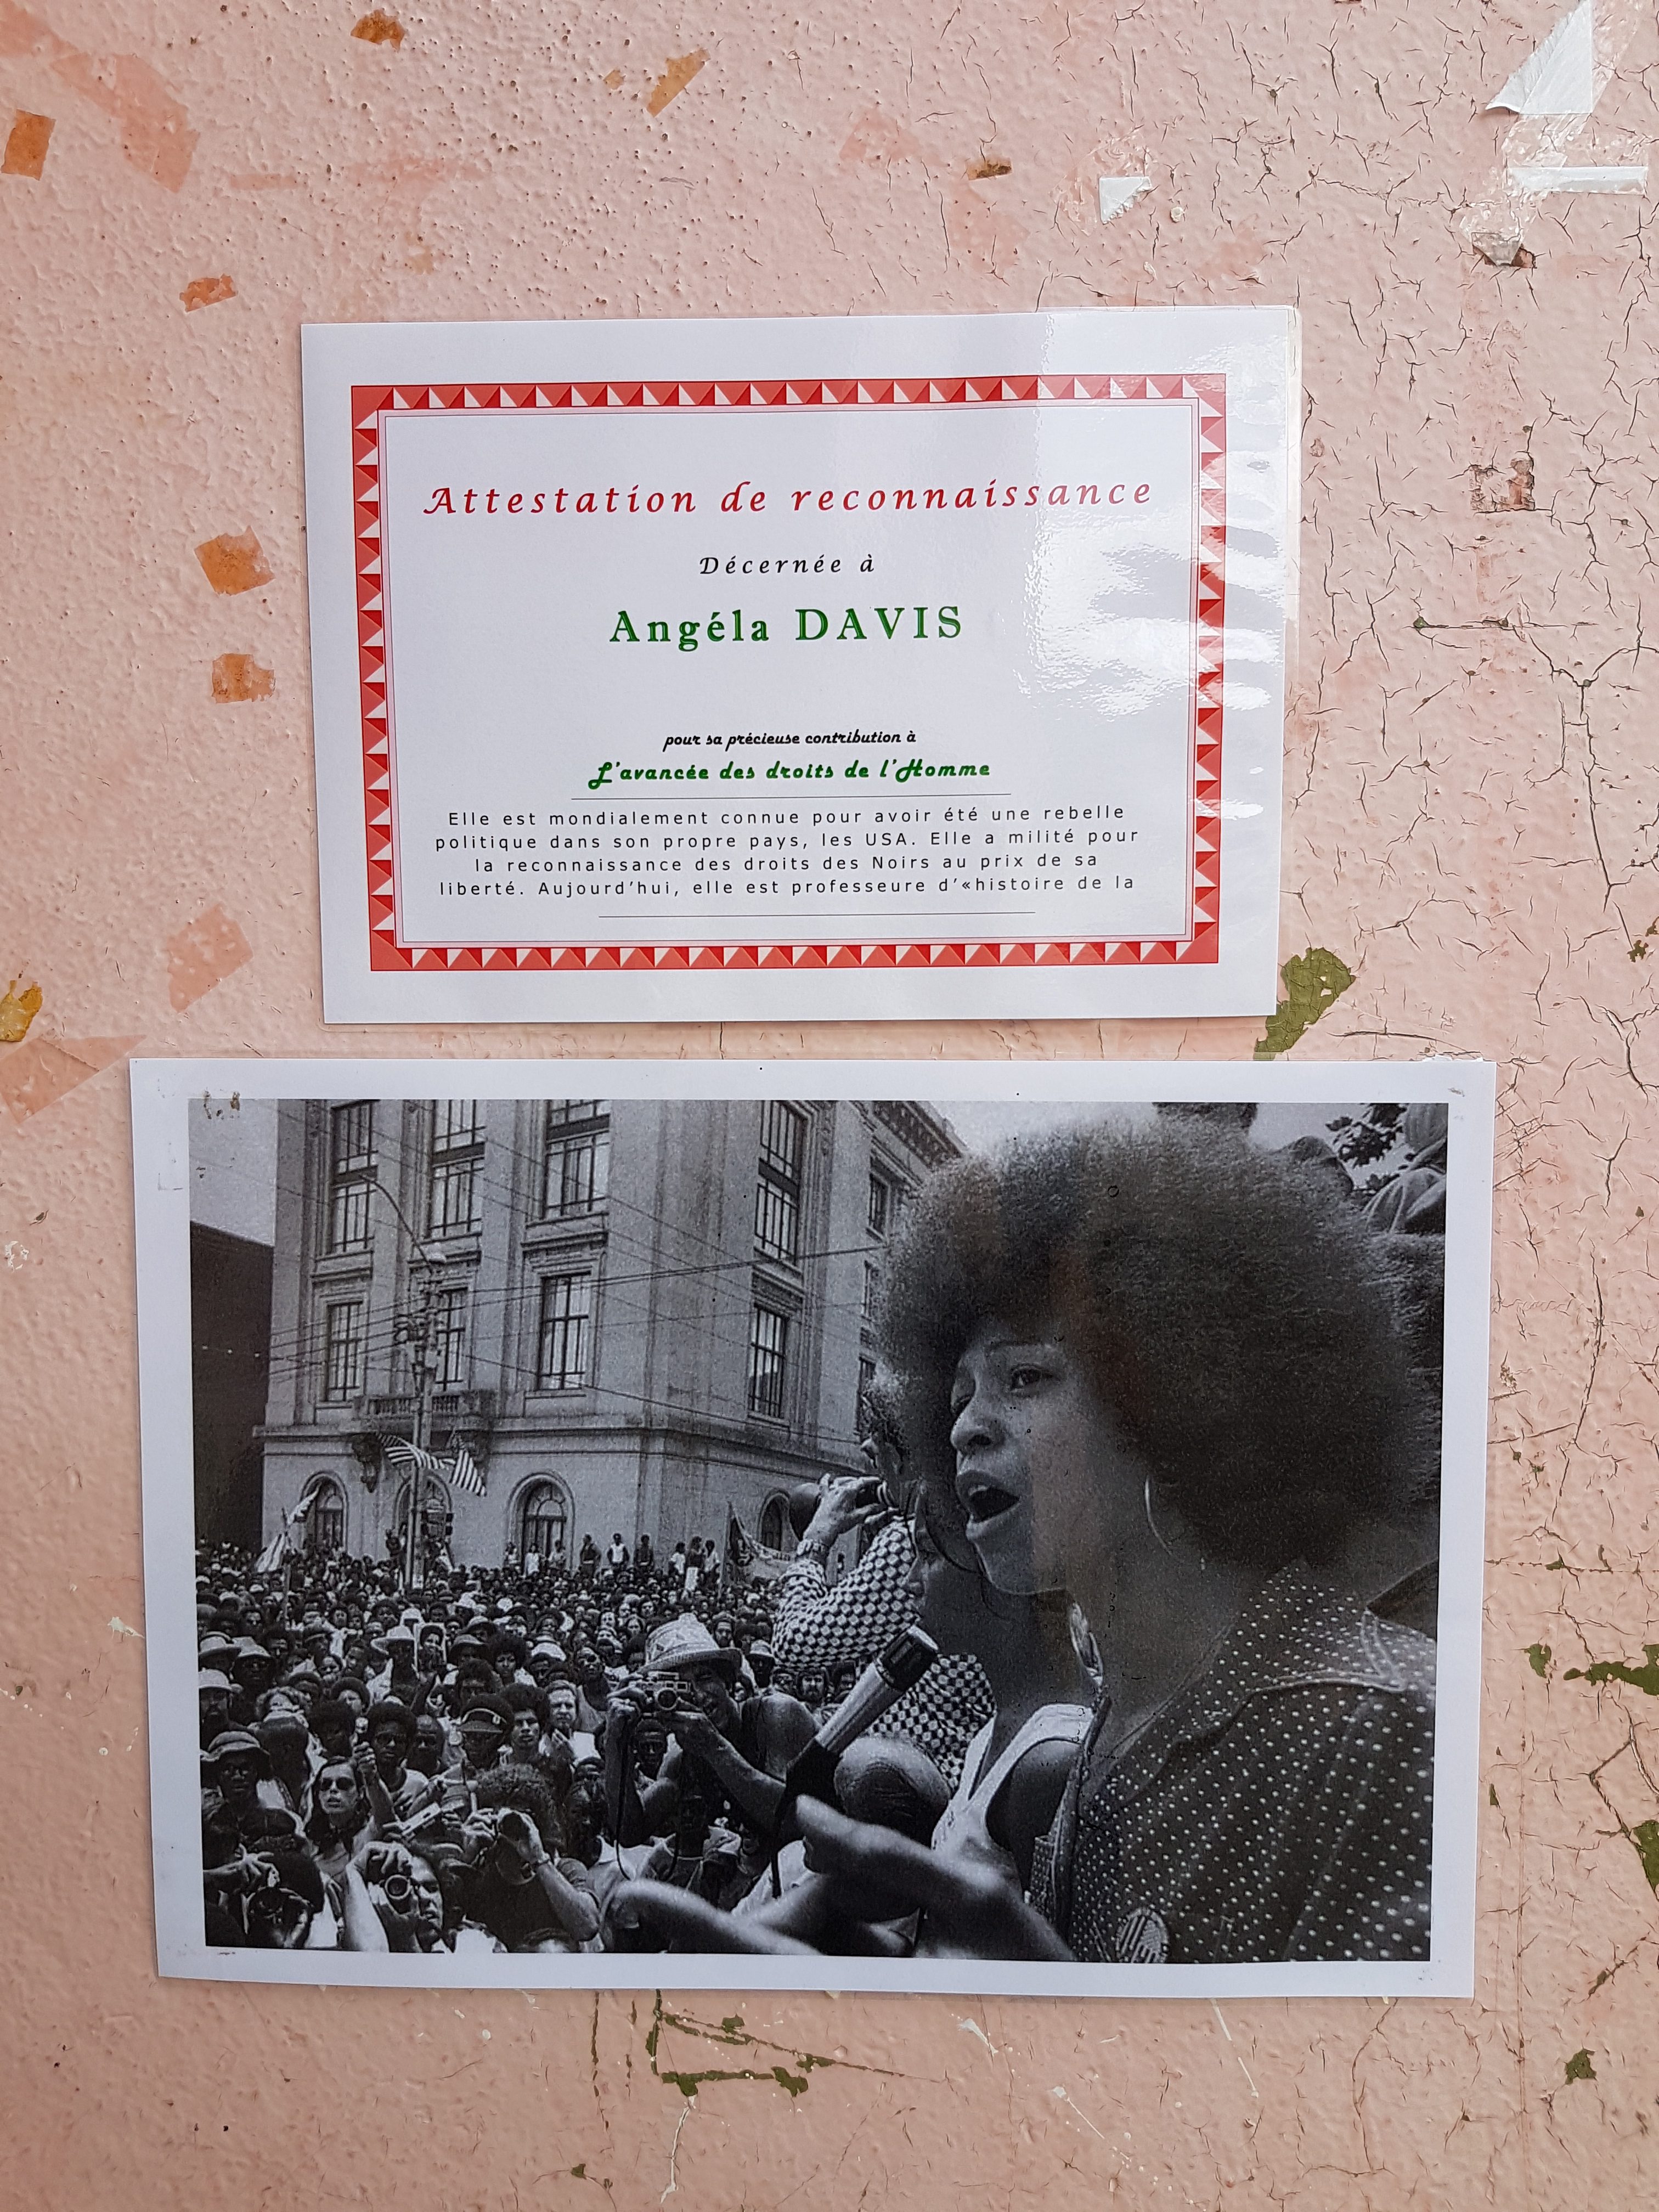 Attestation de reconnaissance
Décernée à
Angéla DAVIS
pour sa précieuse contribution à
L'avancée des droits de l'Homme
Elle est mondialement connue pour avoir été une rebelle
politique dans son propre pays, les USA. Elle a milité pour
la reconnaissance des droits des Noirs au prix de sa
liberté. Aujourd'hui, elle est professeure d'«histoire de la